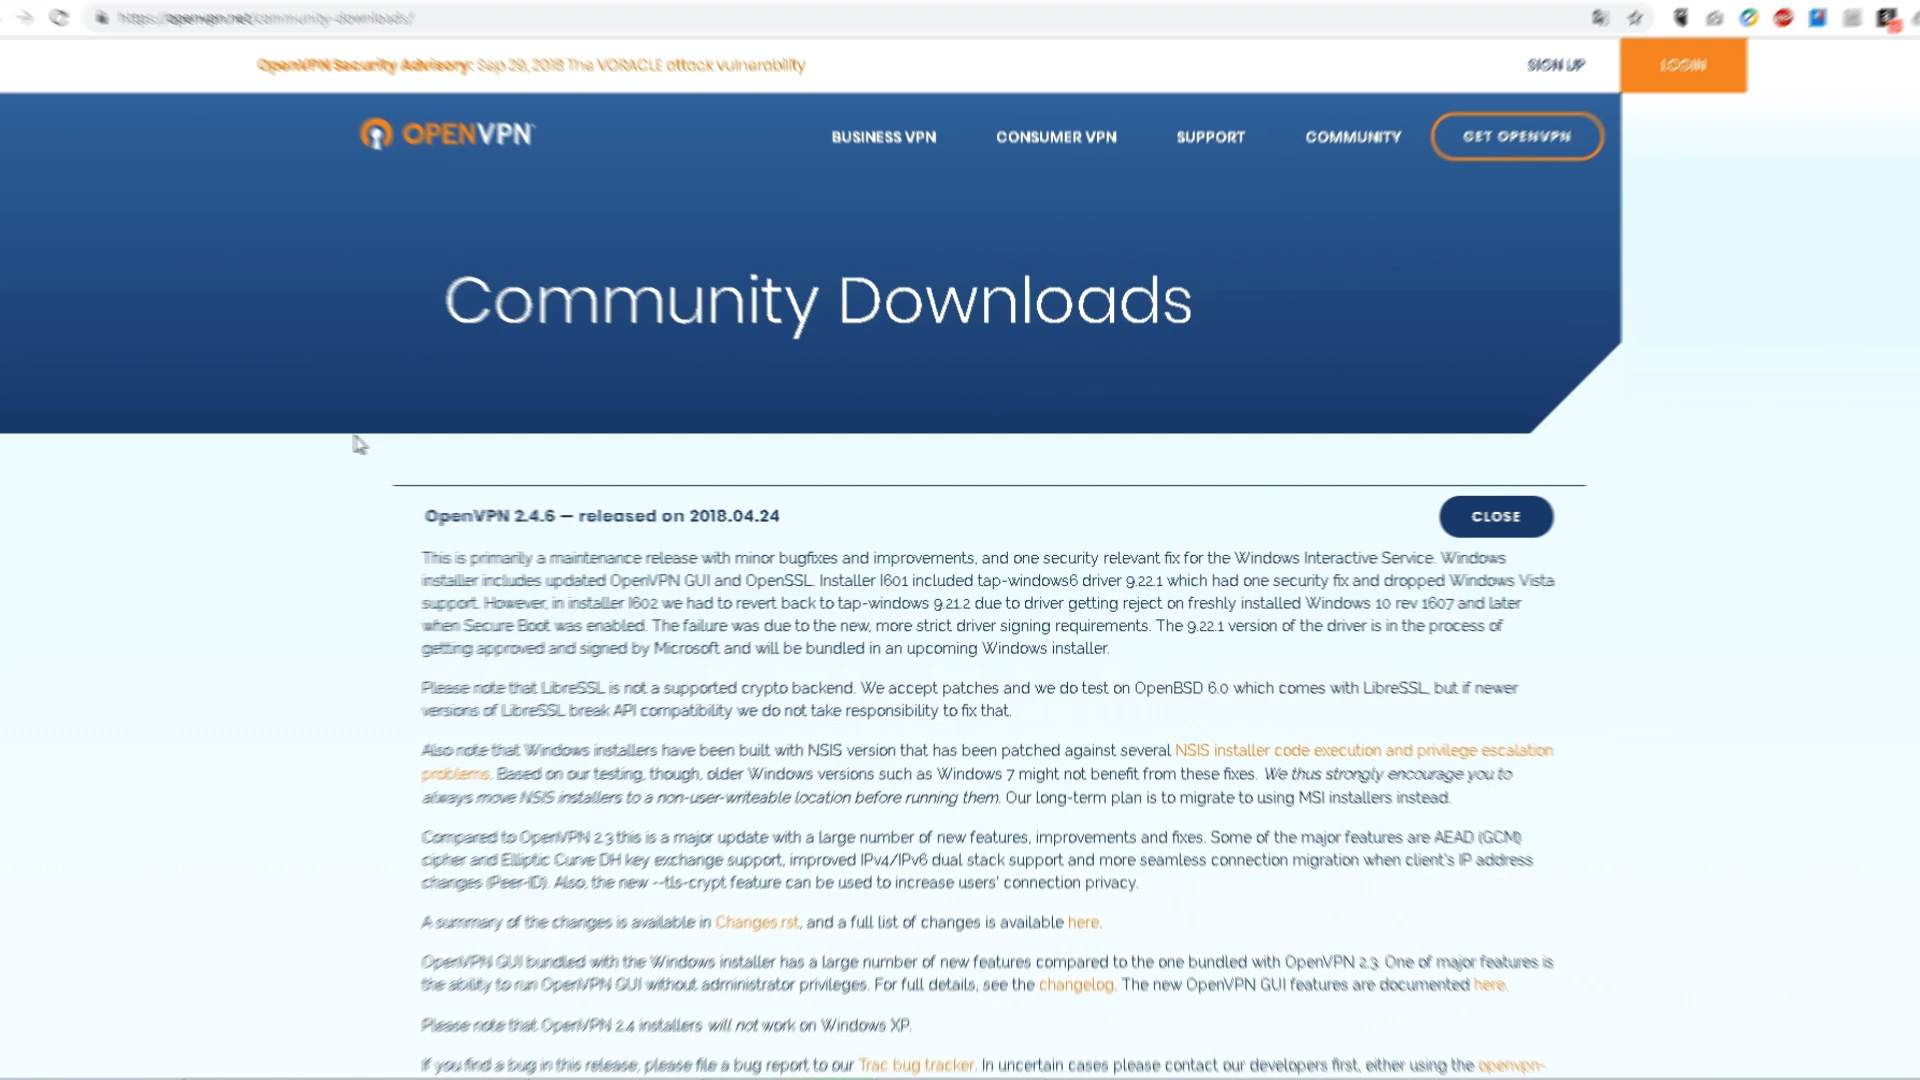 https://openvpn.net/community-downloads/
OpenVPN Security Advisory: Sep 28, 2018 The VORACLE attack vulnerability
SIGN UP
LOGIN
OPENVPN
BUSINESS VPN
CONSUMER VPN
SUPPORT
COMMUNITY
GET OPENVPN
Community Downloads
OpenVPN 2.4.6 — released on 2018.04.24
CLOSE
This is primarily a maintenance release with minor bugfixes and improvements, and one security relevant fix for the Windows Interactive Service. Windows
installer includes updated OpenVPN GUI and OpenSSL. Installer I601 included tap-windows6 driver 9.22.1 which had one security fix and dropped Windows Vista
support. However, in installer I602 we had to revert back to tap-windows 9.21.2 due to driver getting reject on freshly installed Windows 10 rev 1607 and later
when Secure Boot was enabled. The failure was due to the new, more strict driver signing requirements. The 9.22.1 version of the driver is in the process of
getting approved and signed by Microsoft and will be bundled in an upcoming Windows installer.
Please note that LibreSSL is not a supported crypto backend. We accept patches and we do test on OpenBSD 6.0 which comes with LibreSSL, but if newer
versions of LibreSSL break API compatibility we do not take responsibility to fix that.
Also note that Windows installers have been built with NSIS version that has been patched against several NSIS installer code execution and privilege escalation
problems. Based on our testing, though, older Windows versions such as Windows 7 might not benefit from these fixes. We thus strongly encourage you to
always move NSIS installers to a non-user-writeable location before running them. Our long-term plan is to migrate to using MSI installers instead.
Compared to OpenVPN 2.3 this is a major update with a large number of new features, improvements and fixes. Some of the major features are AEAD (GCM)
cipher and Elliptic Curve DH key exchange support, improved IPv4/IPv6 dual stack support and more seamless connection migration when client's IP address
changes (Peer-ID). Also, the new --tls-crypt feature can be used to increase users' connection privacy.
A summary of the changes is available in Changes.rst, and a full list of changes is available here.
OpenVPN GUI bundled with the Windows installer has a large number of new features compared to the one bundled with OpenVPN 2.3. One of major features is
the ability to run OpenVPN GUI without administrator privileges. For full details, see the changelog. The new OpenVPN GUI features are documented here.
Please note that OpenVPN 2.4 installers will not work on Windows XP.
If you find a bug in this release, please file a bug report to our Trac bug tracker. In uncertain cases please contact our developers first, either using the openvpn-